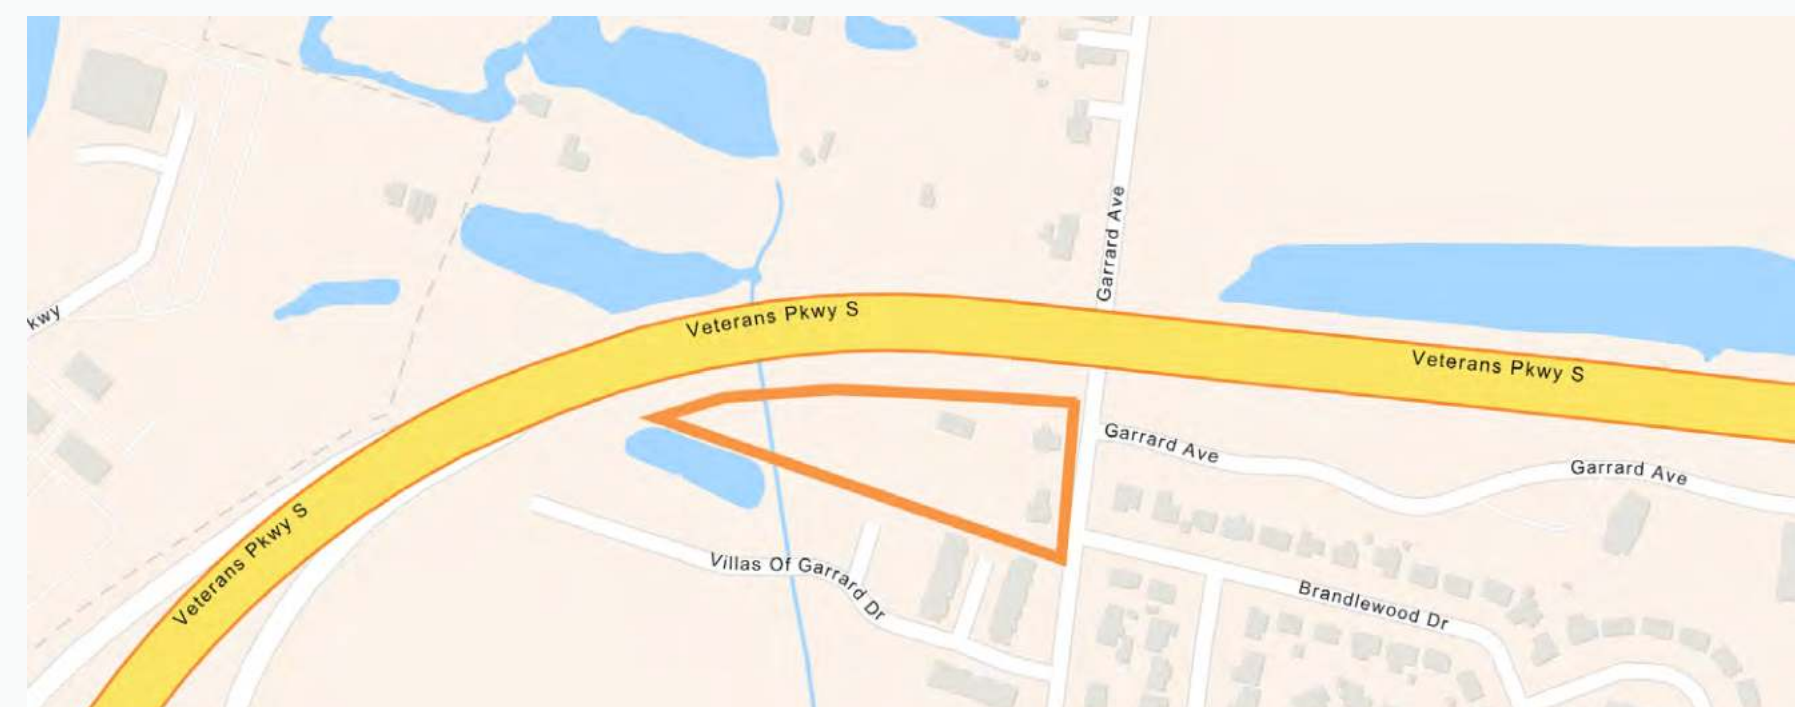 Garrard Ave
kwy
Veterans Pkwy S
Veterans Pkwy S
Garrard Ave
Garrard Ave
Veterans Pkwy S
Villas Of Garrard Dr
Brandlewood Dr